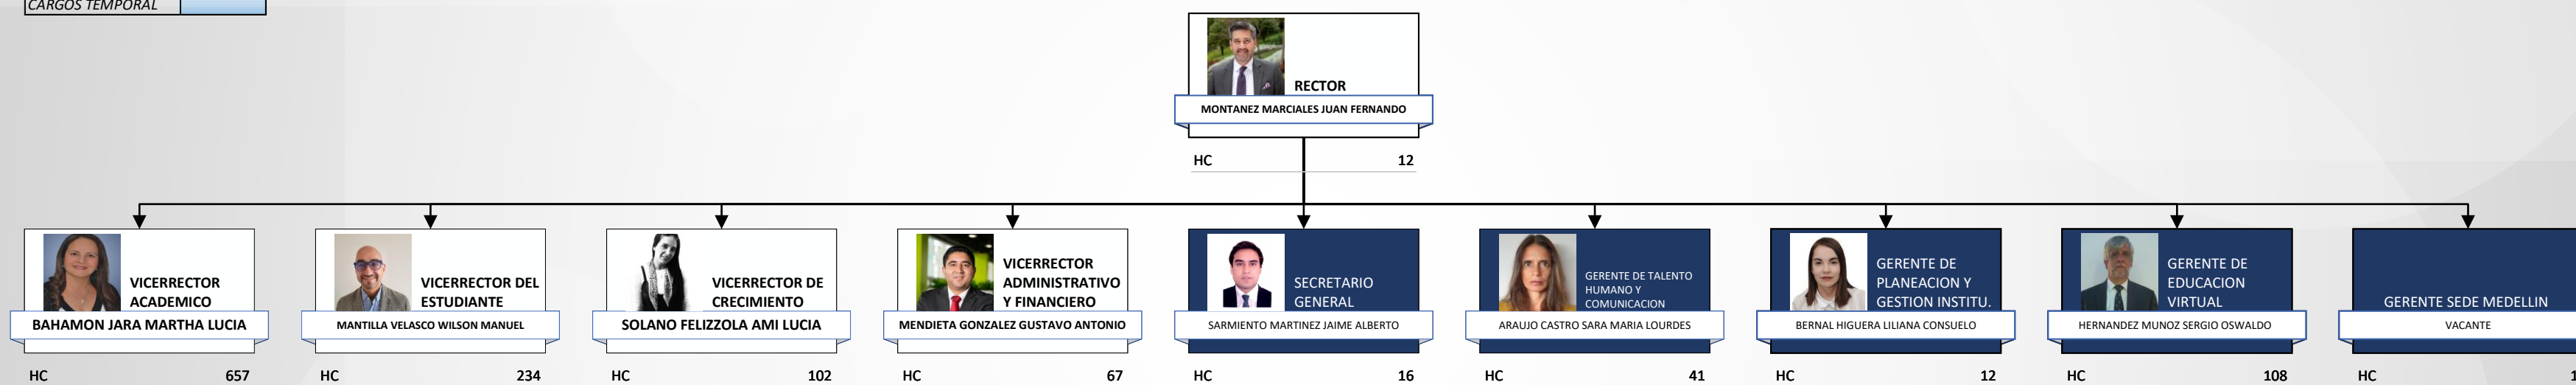 CARGOS TEMPORAL
RECTOR
MONTANEZ MARCIALES JUAN FERNANDO
HC 12
VICERRECTOR
ACADEMICO
BAHAMON JARA MARTHA LUCIA
HC 657
VICERRECTOR DEL
ESTUDIANTE
MANTILLA VELASCO WILSON MANUEL
HC 234
VICERRECTOR DE
CRECIMIENTO
SOLANO FELIZZOLA AMI LUCIA
HC 102
VICERRECTOR
ADMINISTRATIVO
Y FINANCIERO
MENDIETA GONZALEZ GUSTAVO ANTONIO
HC 67
SECRETARIO
GENERAL
SARMIENTO MARTINEZ JAIME ALBERTO
HC 16
GERENTE DE TALENTO
HUMANO Y
COMUNICACION
ARAUJO CASTRO SARA MARIA LOURDES
HC 41
GERENTE DE
PLANEACION Y
GESTION INSTITU.
BERNAL HIGUERA LILIANA CONSUELO
HC 12
GERENTE DE
EDUCACION
VIRTUAL
HERNANDEZ MUNOZ SERGIO OSWALDO
HC 108
GERENTE SEDE MEDELLIN
VACANTE
HC